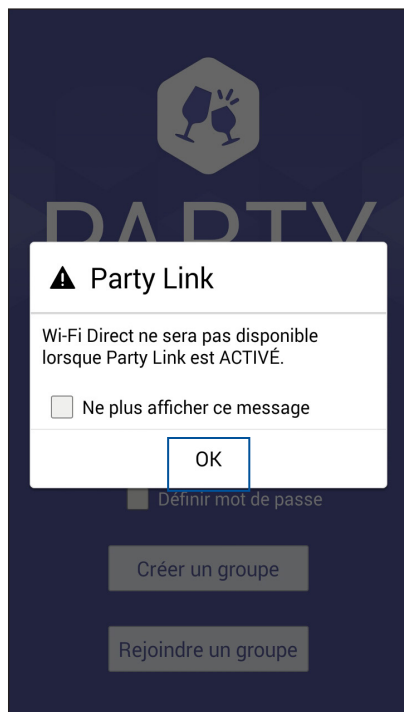 PARTY
Party Link
Wi-Fi Direct ne sera pas disponible
lorsque Party Link est ACTIVÉ.
Ne plus afficher ce message
OK
Définir mot de passe
Créer un groupe
Rejoindre un groupe